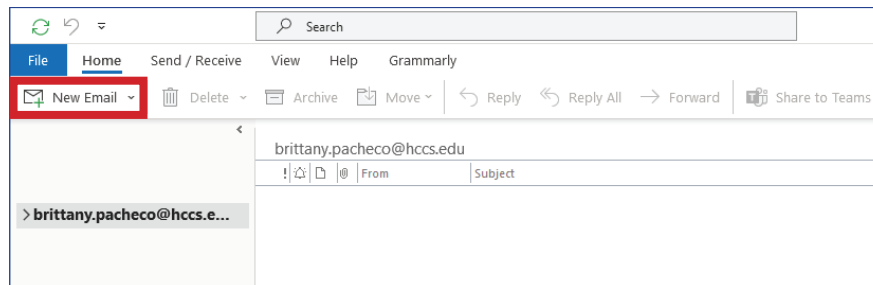 Search
File Home Send / Receive View Help Grammarly
New Email Delete Archive Move Reply Reply All Forward Share to Teams
brittany.pacheco@hccs.edu
! From Subject
brittany.pacheco@hccs.e...